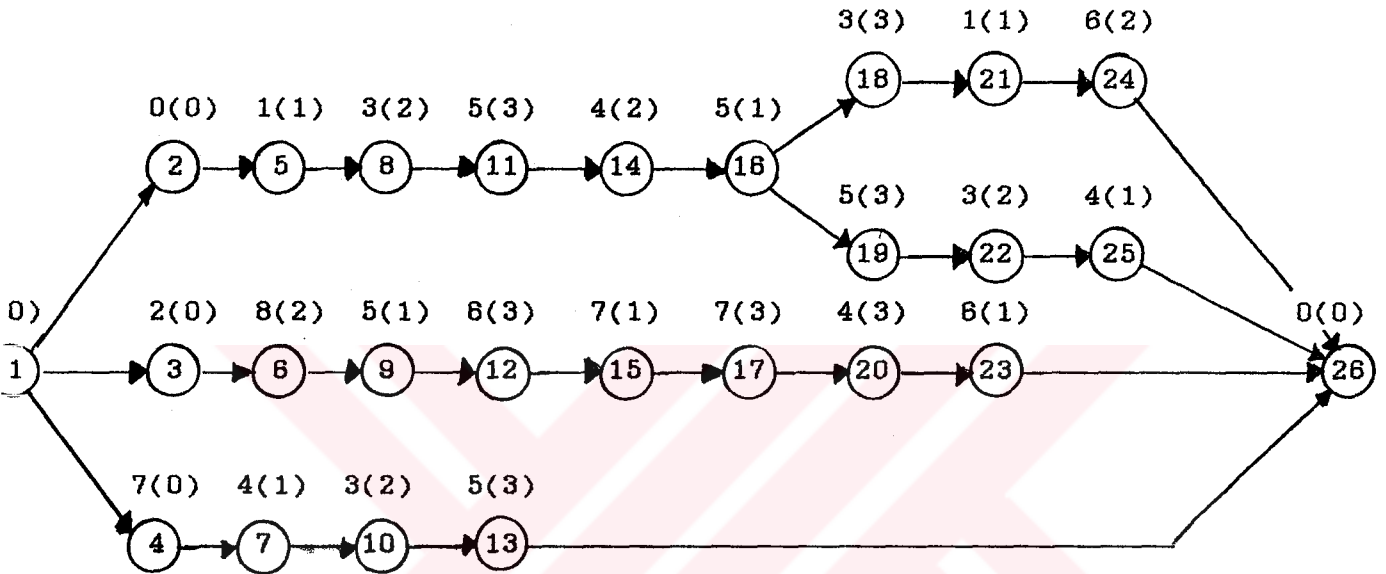 3(3) 1(1) 6(2)
18 21 24
0(0) 1(1) 3(2) 5(3) 4(2) 5(1)
2 5 8 11 14 16
5(3) 3(2) 4(1)
19 22 25
0) 2(0) 8(2) 5(1) 6(3) 7(1) 7(3) 4(3) 6(1) 0(0)
1 3 6 9 12 15 17 20 23 26
7(0) 4(1) 3(2) 5(3)
4 7 10 13